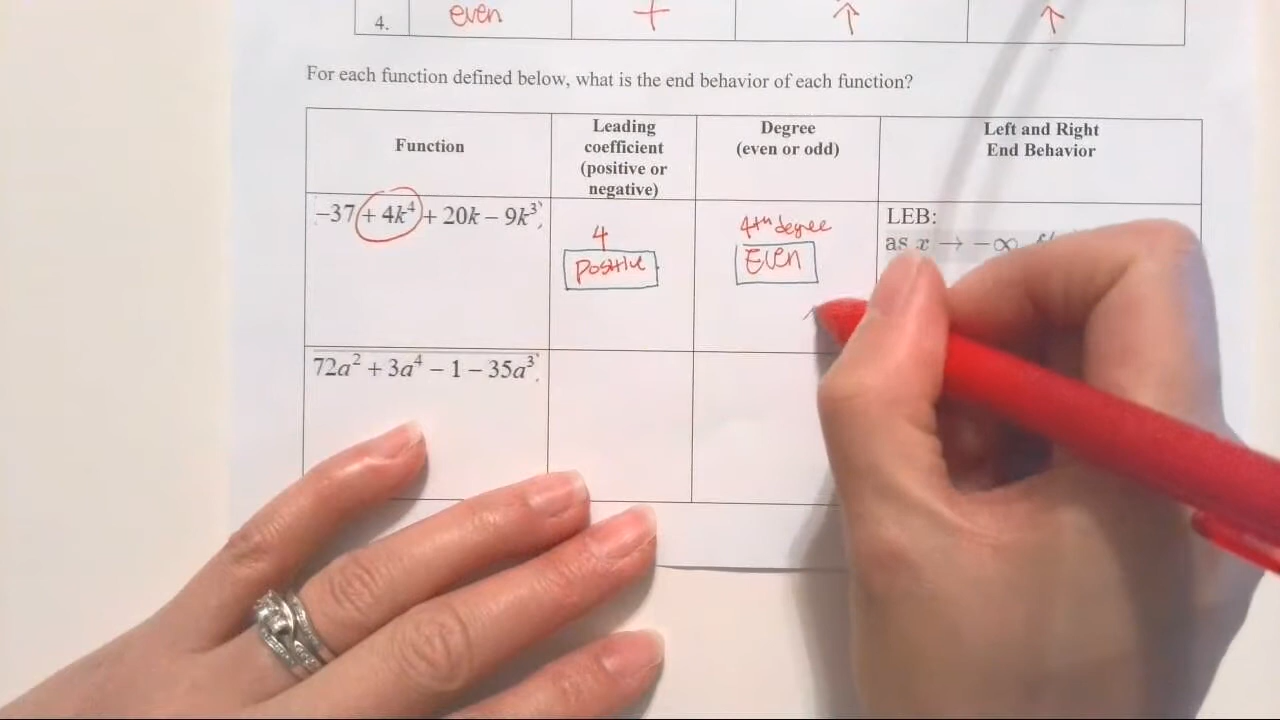 4. even + ↑ ↑
For each function defined below, what is the end behavior of each function?
Function
Leading
coefficient
(positive or
negative)
Degree
(even or odd)
Left and Right
End Behavior
-37 + 4k⁴ + 20k − 9k³
4
positive
4th degree
Even
LEB:
as x → −∞
72a² + 3a⁴ − 1 − 35a³